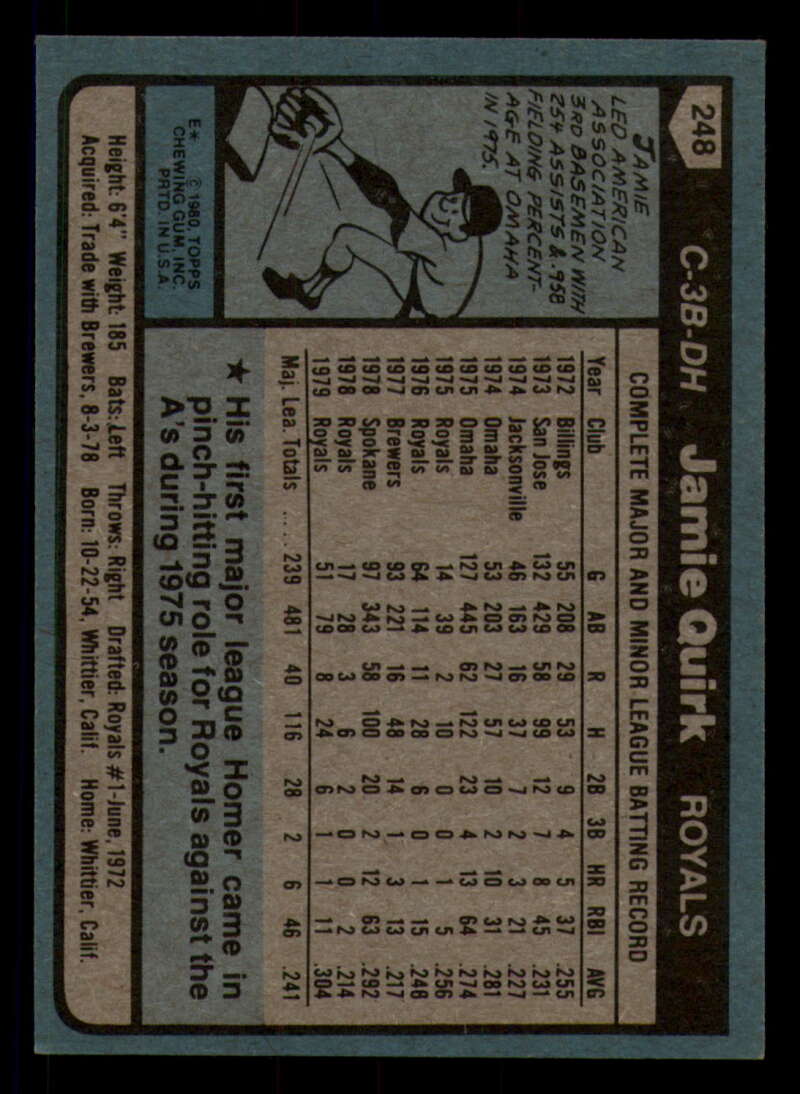 248 C-3B-DH Jamie Quirk ROYALS
JAMIE
LED AMERICAN
ASSOCIATION
3RD BASEMEN WITH
254 ASSISTS & .958
FIELDING PERCENT-
AGE AT OMAHA
IN 1975.
E* © 1980 TOPPS
CHEWING GUM, INC.
PRTD. IN U.S.A.
COMPLETE MAJOR AND MINOR LEAGUE BATTING RECORD
Year Club G AB R H 2B 3B HR RBI AVG
1972 Billings 55 208 29 53 9 4 5 37 .255
1973 San Jose 132 429 58 99 12 7 8 45 .231
1974 Jacksonville 46 163 16 37 7 2 3 21 .227
1974 Omaha 53 203 27 57 10 2 10 31 .281
1975 Omaha 127 445 62 122 23 4 13 64 .274
1975 Royals 14 39 2 10 0 0 1 5 .256
1976 Royals 64 114 11 28 6 0 1 15 .246
1977 Brewers 93 221 16 48 14 1 3 13 .217
1978 Spokane 97 343 58 100 20 2 12 63 .292
1978 Royals 17 28 3 6 2 0 0 2 .214
1979 Royals 51 79 8 24 6 1 1 11 .304
Maj. Lea. Totals ..... 239 481 40 116 28 2 6 46 .241
★ His first major league Homer came in
pinch-hitting role for Royals against the
A's during 1975 season.
Height: 6'4" Weight: 185 Bats: Left Throws: Right Drafted: Royals #1-June, 1972
Acquired: Trade with Brewers, 8-3-78 Born: 10-22-54, Whittier, Calif. Home: Whittier, Calif.